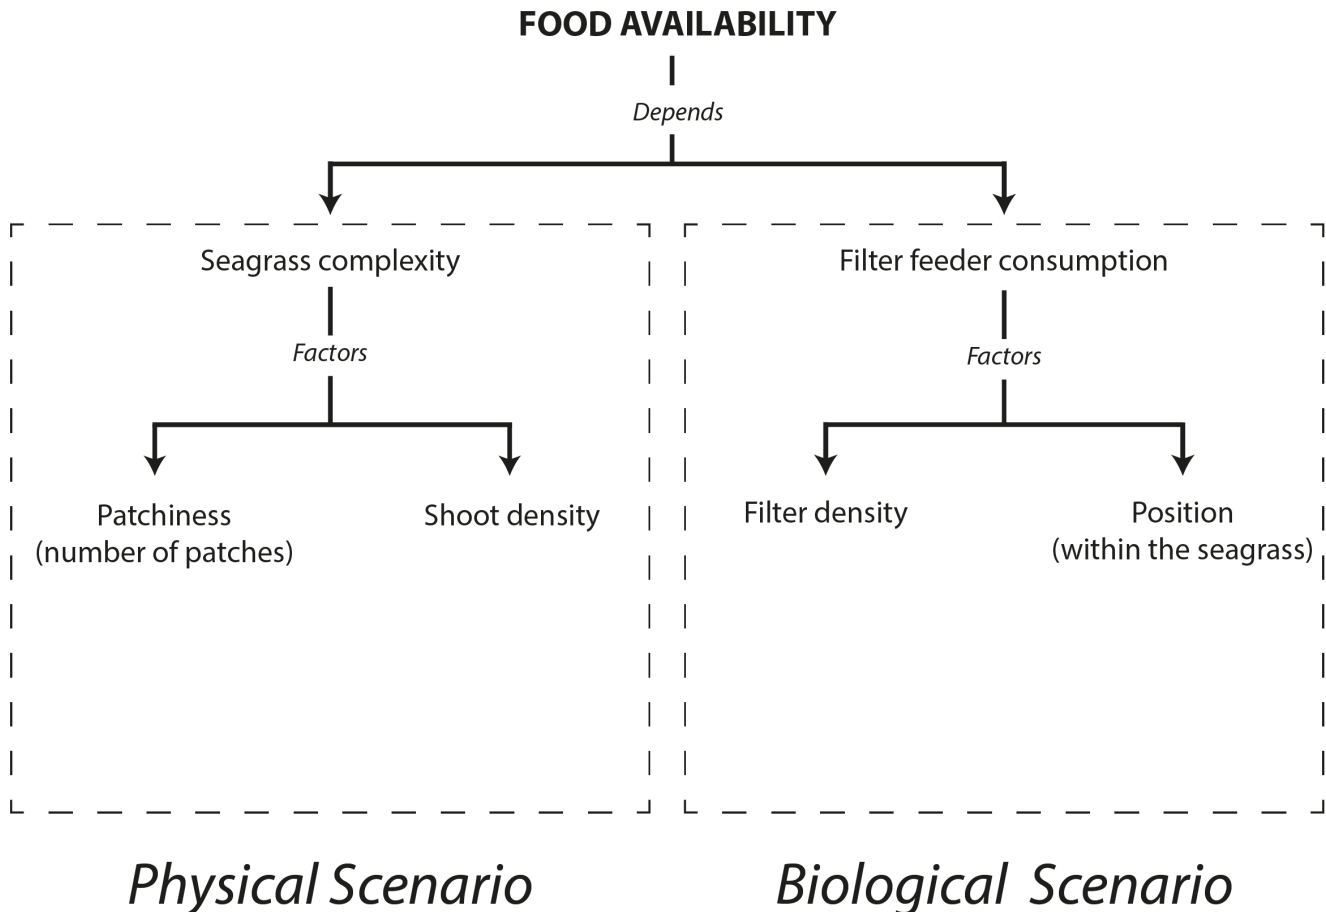 FOOD AVAILABILITY
Depends
Seagrass complexity
Factors
Patchiness
(number of patches)
Shoot density
Physical Scenario
Filter feeder consumption
Factors
Filter density
Position
(within the seagrass)
Biological Scenario